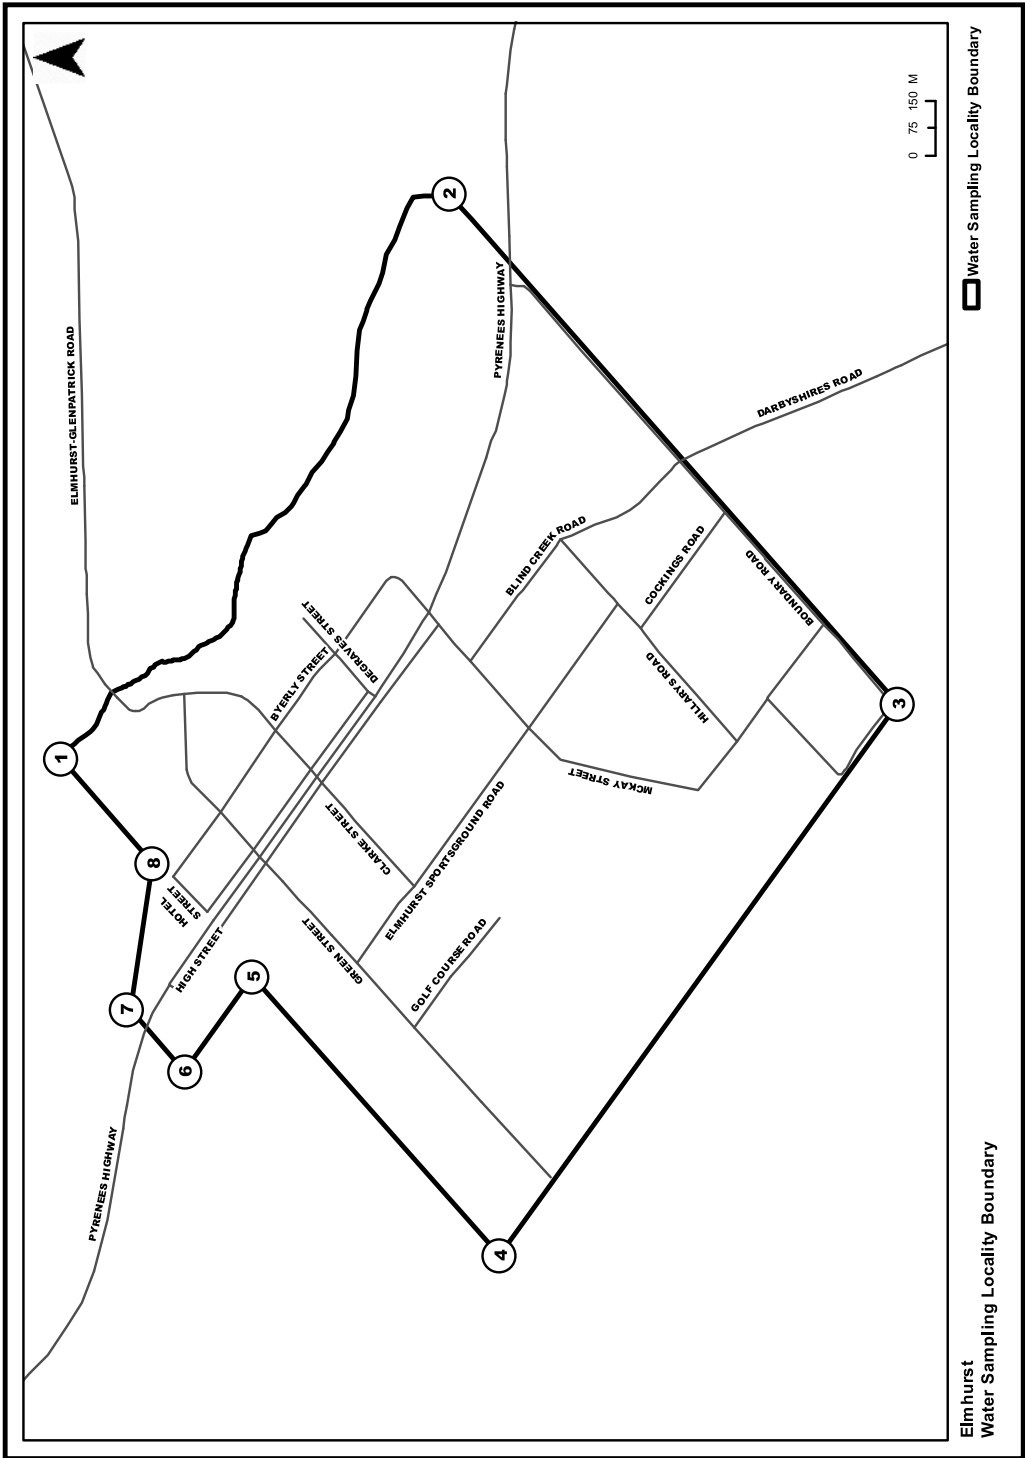 ELMHURST-GLENPATRICK ROAD
PYRENEES HIGHWAY
PYRENEES HIGHWAY
HIGH STREET
HOTEL
STREET
BYERLY STREET
DEGRAVES STREET
CLARKE STREET
GREEN STREET
GOLF COURSE ROAD
ELMHURST SPORTSGROUND ROAD
MCKAY STREET
BLIND CREEK ROAD
HILLARYS ROAD
COCKINGS ROAD
BOUNDARY ROAD
DARBYSHIRES ROAD
1
2
3
4
5
6
7
8
0 75 150 M
Elmhurst
Water Sampling Locality Boundary
Water Sampling Locality Boundary